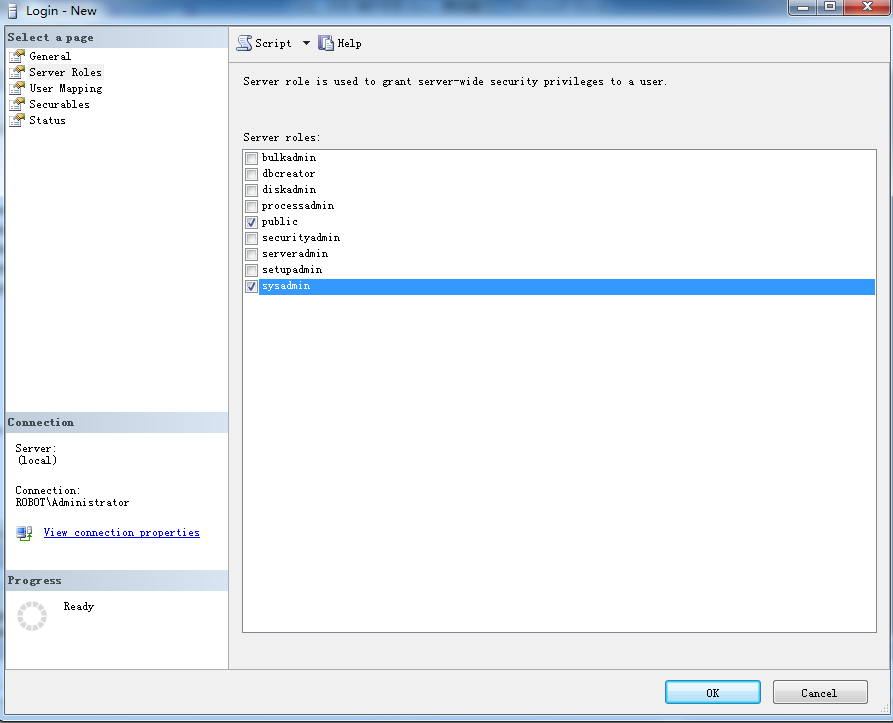 Login - New
Select a page
General
Server Roles
User Mapping
Securables
Status
Connection
Server:
(local)
Connection:
ROBOT\Administrator
View connection properties
Progress
Ready
Script Help
Server role is used to grant server-wide security privileges to a user.
Server roles:
bulkadmin
dbcreator
diskadmin
processadmin
public
securityadmin
serveradmin
setupadmin
sysadmin
OK Cancel